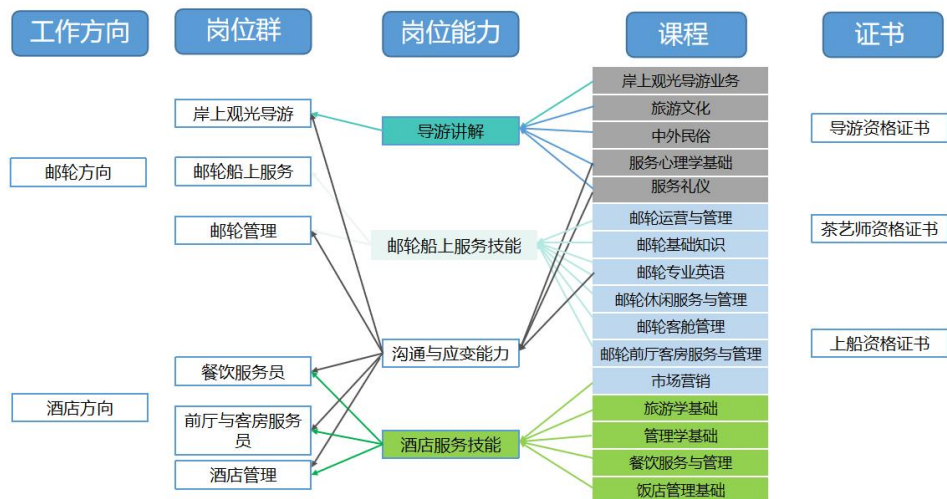 工作方向
岗位群
岗位能力
课程
证书
岸上观光导游
邮轮船上服务
邮轮管理
餐饮服务员
前厅与客房服务
员
酒店管理
邮轮方向
酒店方向
导游讲解
邮轮船上服务技能
沟通与应变能力
酒店服务技能
岸上观光导游业务
旅游文化
中外民俗
服务心理学基础
服务礼仪
邮轮运营与管理
邮轮基础知识
邮轮专业英语
邮轮休闲服务与管理
邮轮客舱管理
邮轮前厅客房服务与管理
市场营销
旅游学基础
管理学基础
餐饮服务与管理
饭店管理基础
导游资格证书
茶艺师资格证书
上船资格证书